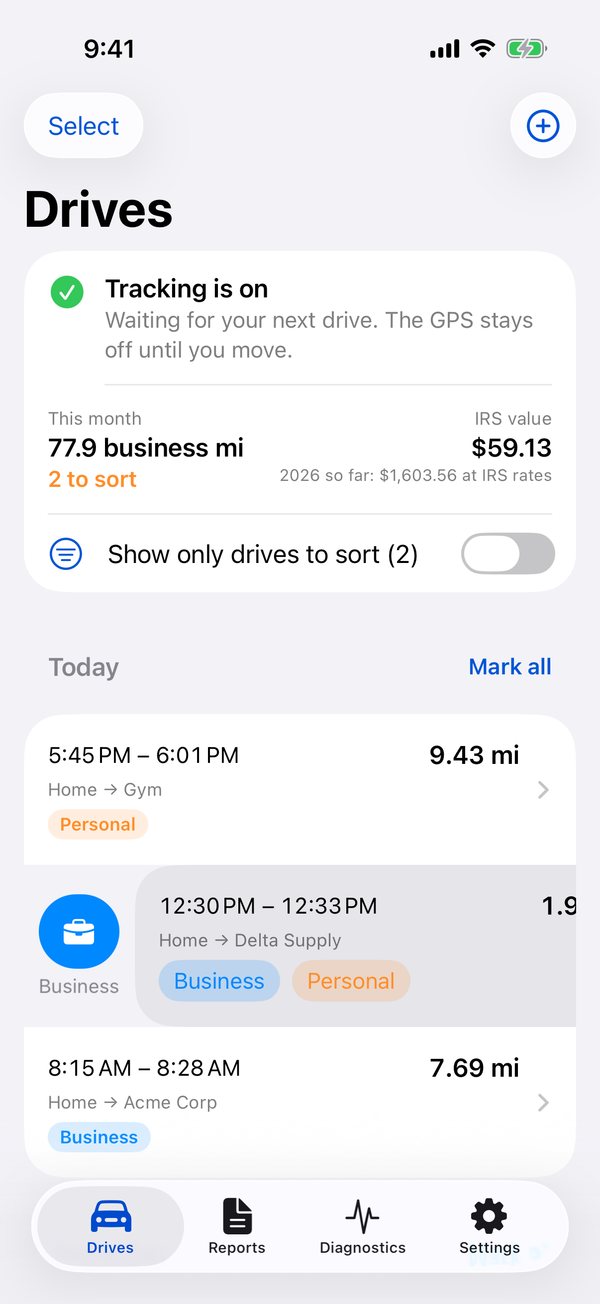 9:41
Select
Drives
Tracking is on
Waiting for your next drive. The GPS stays
off until you move.
This month
IRS value
77.9 business mi
$59.13
2 to sort
2026 so far: $1,603.56 at IRS rates
Show only drives to sort (2)
Today
Mark all
5:45 PM – 6:01 PM
9.43 mi
Home → Gym
Personal
12:30 PM – 12:33 PM
1.9
Home → Delta Supply
Business
Business
Personal
8:15 AM – 8:28 AM
7.69 mi
Home → Acme Corp
Business
Drives
Reports
Diagnostics
Settings